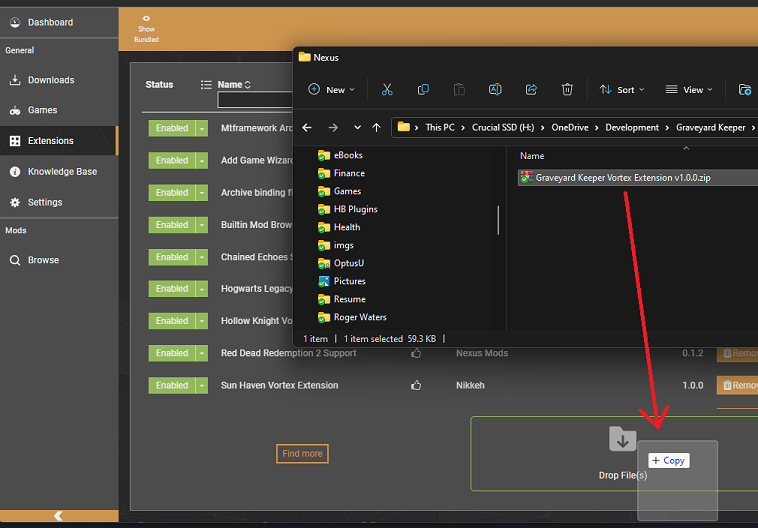 Dashboard
Show
Bundled
General
Downloads
Games
Extensions
Knowledge Base
Settings
Mods
Browse
Status
Name
Enabled
Mtframework Arc
Enabled
Add Game Wizard
Enabled
Archive binding fi
Enabled
Builtin Mod Brow
Enabled
Chained Echoes S
Enabled
Hogwarts Legacy
Enabled
Hollow Knight Vo
Enabled
Red Dead Redemption 2 Support
Nexus Mods
0.1.2
Remov
Enabled
Sun Haven Vortex Extension
Nikkeh
1.0.0
Remov
Find more
Drop File(s)
Nexus
New
Sort
View
This PC > Crucial SSD (H:) > OneDrive > Development > Graveyard Keeper >
eBooks
Finance
Games
HB Plugins
Health
imgs
OptusU
Pictures
Resume
Roger Waters
Name
Graveyard Keeper Vortex Extension v1.0.0.zip
1 item | 1 item selected 59.3 KB |
+ Copy